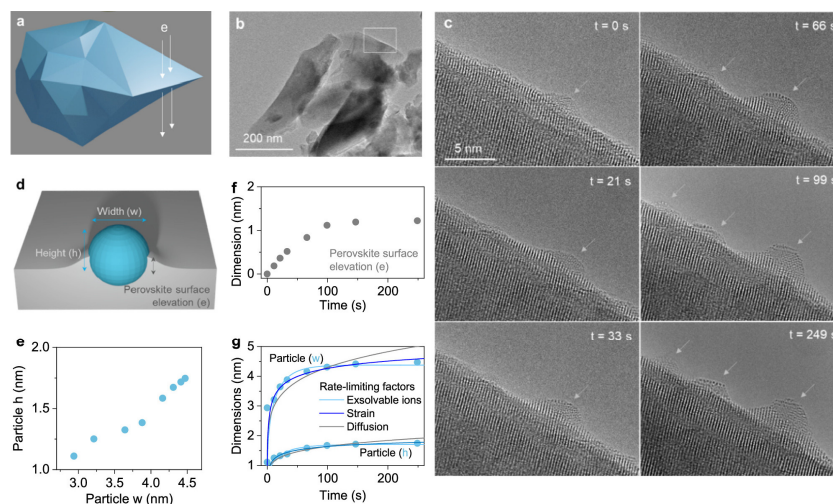 a
e
b
200 nm
c
t = 0 s
t = 66 s
5 nm
t = 21 s
t = 99 s
t = 33 s
t = 249 s
d
Width (w)
Height (h)
Perovskite surface
elevation (e)
e
Particle h (nm)
2.0
1.5
1.0
3.0 3.5 4.0 4.5
Particle w (nm)
f
Dimension (nm)
2
1
0
Perovskite surface
elevation (e)
0 100 200
Time (s)
g
Dimensions (nm)
5
4
3
2
1
Particle (w)
Rate-limiting factors
Exsolvable ions
Strain
Diffusion
Particle (h)
0 100 200
Time (s)